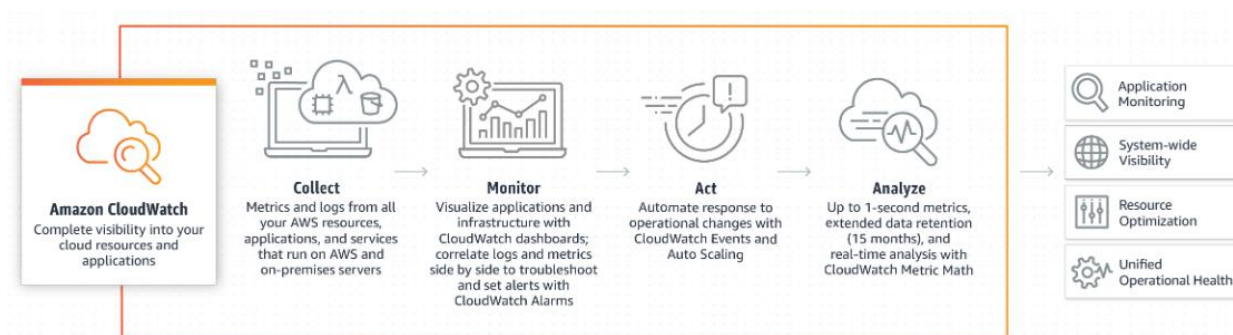 Amazon CloudWatch
Complete visibility into your
cloud resources and
applications
Collect
Metrics and logs from all
your AWS resources,
applications, and services
that run on AWS and
on-premises servers
Monitor
Visualize applications and
infrastructure with
CloudWatch dashboards;
correlate logs and metrics
side by side to troubleshoot
and set alerts with
CloudWatch Alarms
Act
Automate response to
operational changes with
CloudWatch Events and
Auto Scaling
Analyze
Up to 1-second metrics,
extended data retention
(15 months), and
real-time analysis with
CloudWatch Metric Math
Application
Monitoring
System-wide
Visibility
Resource
Optimization
Unified
Operational Health